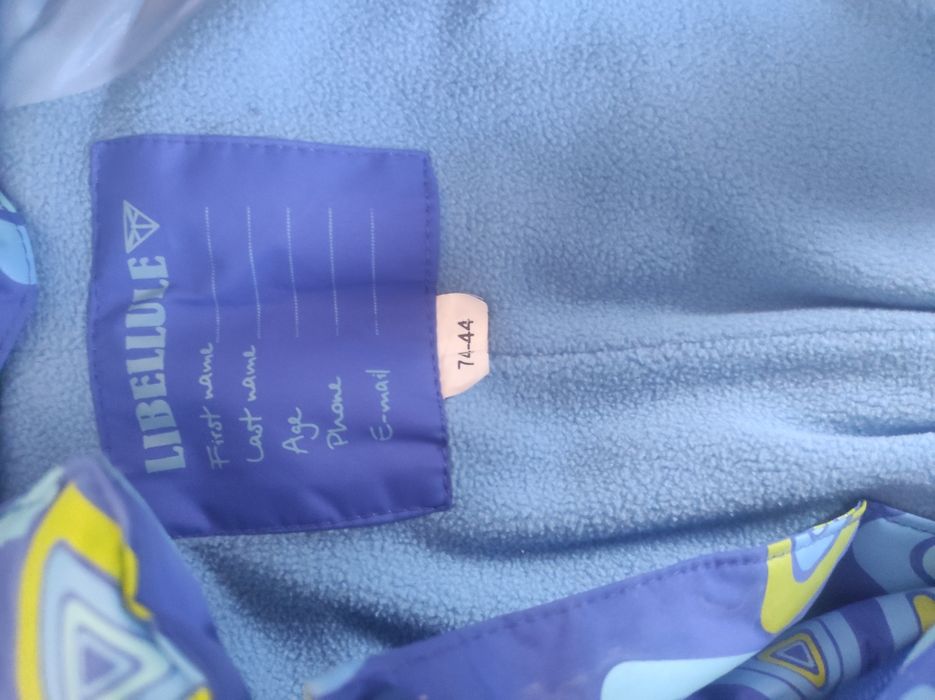 LIBELLULE
First name
Last name
Age
Phone
E-mail
74-44